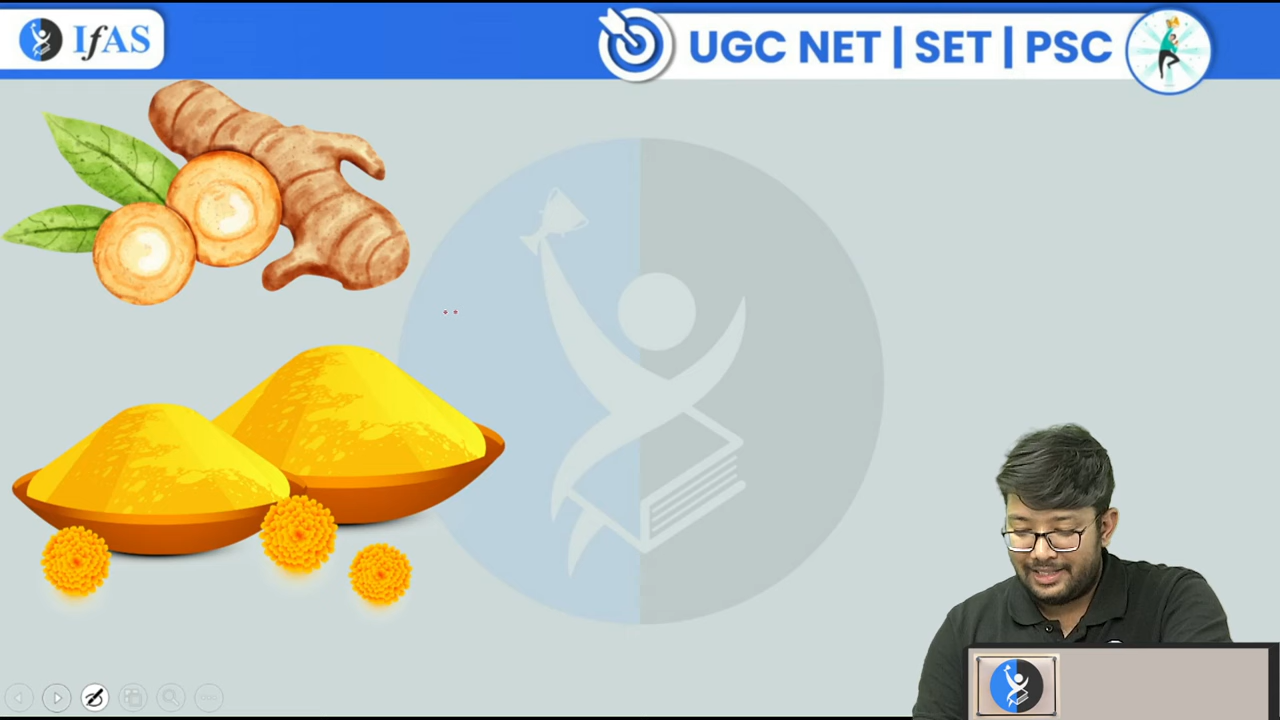 IfAS
UGC NET | SET | PSC